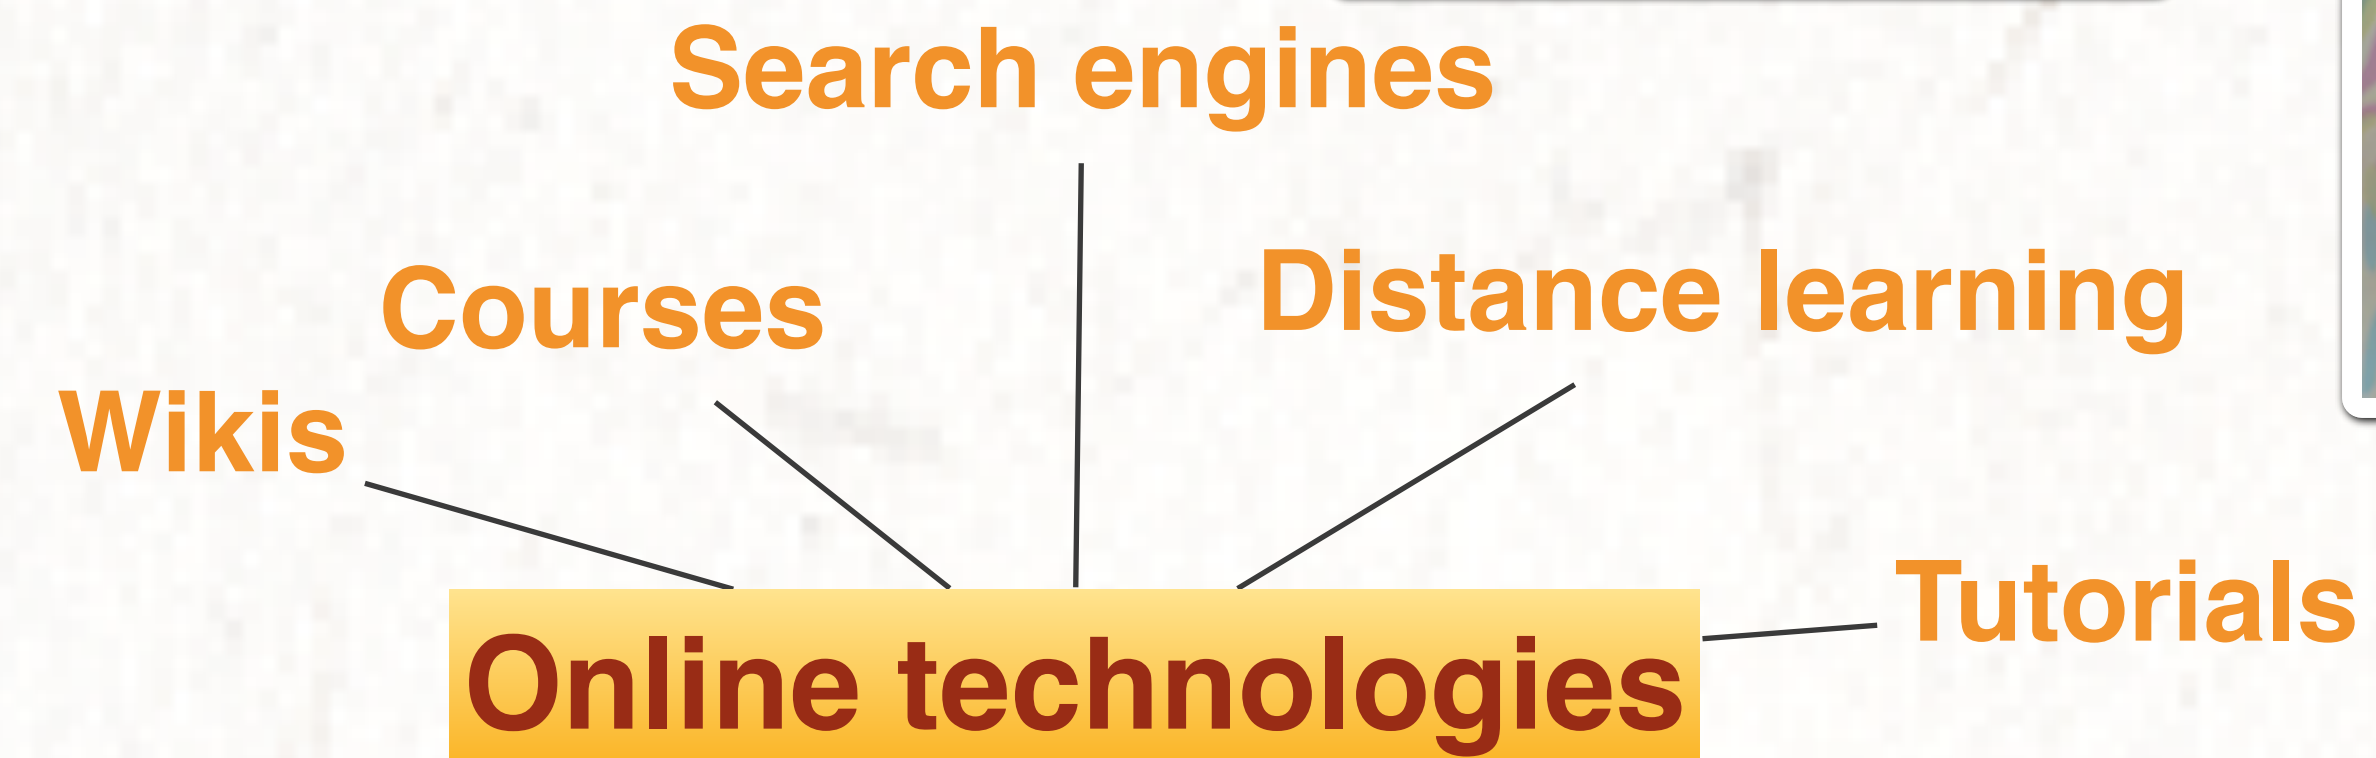 Search engines
Courses
Distance learning
Wikis
Tutorials
Online technologies